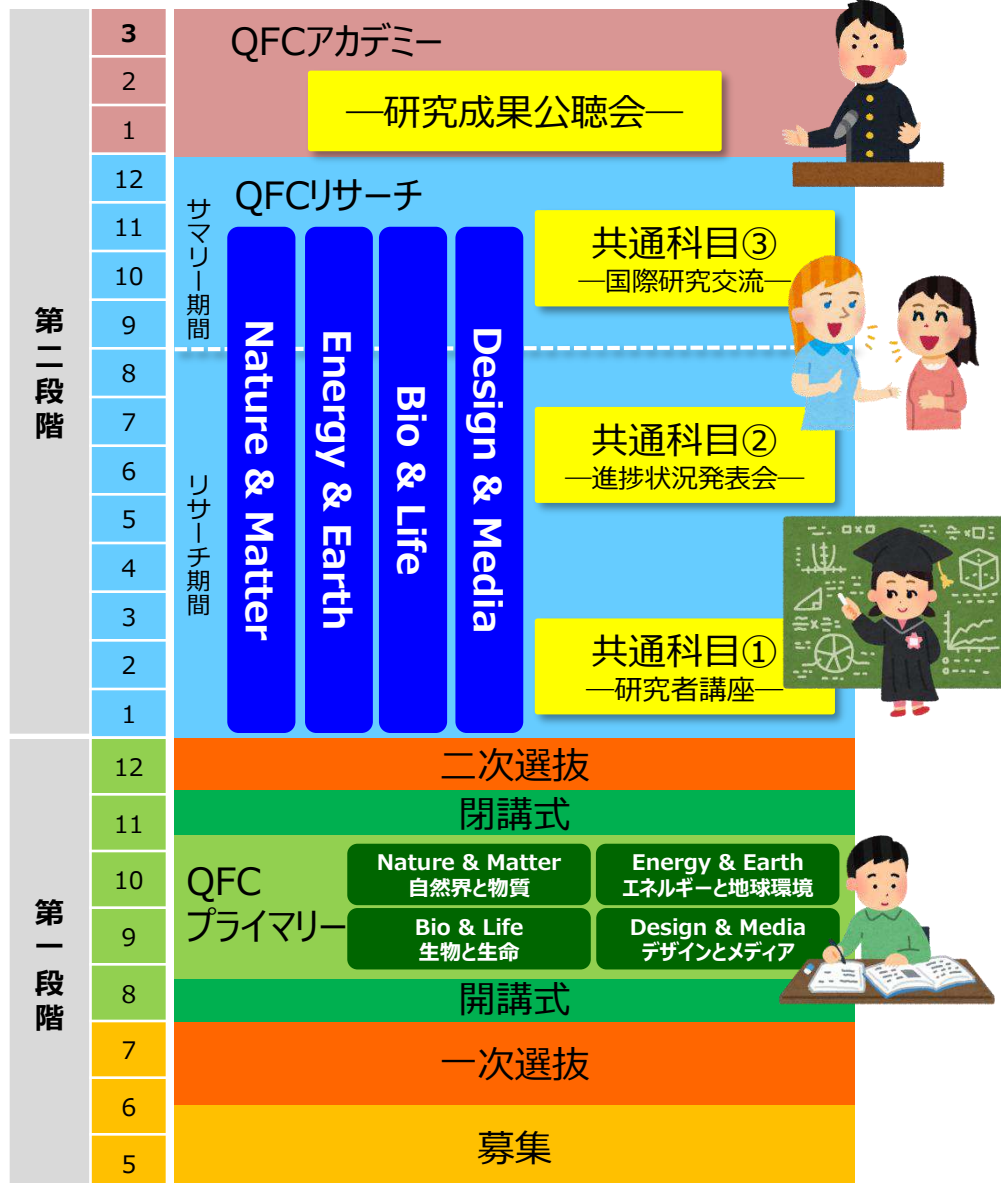 第二段階
3
2
1
12
11
10
9
8
7
6
5
4
3
2
1
QFCアカデミー
―研究成果公聴会―
QFCリサーチ
サマリー期間
リサーチ期間
Nature & Matter
Energy & Earth
Bio & Life
Design & Media
共通科目③
―国際研究交流―
共通科目②
―進捗状況発表会―
共通科目①
―研究者講座―
第一段階
12
11
10
9
8
7
6
5
二次選抜
閉講式
QFC
プライマリー
Nature & Matter
自然界と物質
Energy & Earth
エネルギーと地球環境
Bio & Life
生物と生命
Design & Media
デザインとメディア
開講式
一次選抜
募集